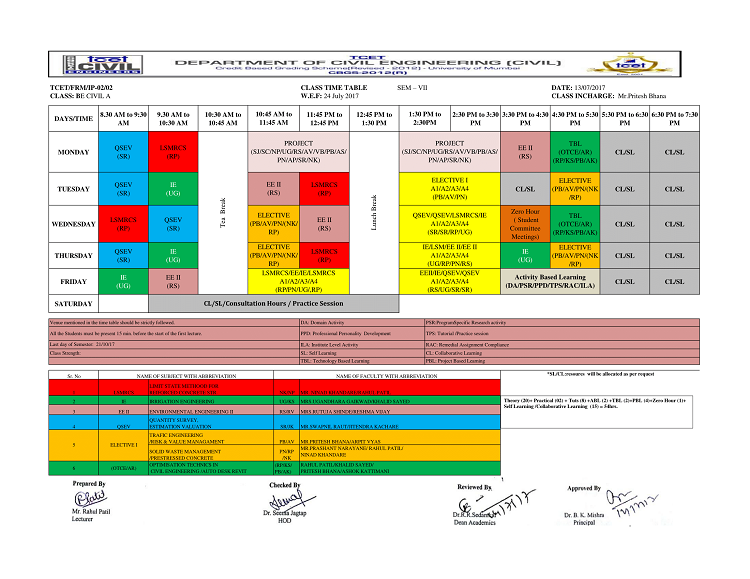 tcet
CIVIL
ENGINEERS
TCET
DEPARTMENT OF CIVIL ENGINEERING (CIVIL)
Credit Based Grading Scheme[Revised - 2012] - University of Mumbai
CBGS-2012(R)
tcet
TCET/FRM/IP-02/02 CLASS TIME TABLE SEM – VII DATE: 13/07/2017
CLASS: BE CIVIL A W.E.F: 24 July 2017 CLASS INCHARGE: Mr.Pritesh Bhana
DAYS/TIME 8.30 AM to 9:30 AM 9.30 AM to 10:30 AM 10:30 AM to 10:45 AM 10:45 AM to 11:45 AM 11:45 PM to 12:45 PM 12:45 PM to 1:30 PM 1:30 PM to 2:30PM 2:30 PM to 3:30 PM 3:30 PM to 4:30 PM 4:30 PM to 5:30 PM 5:30 PM to 6:30 PM 6:30 PM to 7:30 PM
Tea Break
Lunch Break
MONDAY QSEV (SR) LSMRCS (RP) PROJECT (SJ/SC/NP/UG/RS/AV/VB/PB/AS/PN/AP/SR/NK) PROJECT (SJ/SC/NP/UG/RS/AV/VB/PB/AS/PN/AP/SR/NK) EE II (RS) TBL (OTCE/AR) (RP/KS/PB/AK) CL/SL CL/SL
TUESDAY QSEV (SR) IE (UG) EE II (RS) LSMRCS (RP) ELECTIVE I A1/A2/A3/A4 (PB/AV/PN) CL/SL ELECTIVE (PB/AV/PN(NK/RP) CL/SL CL/SL
WEDNESDAY LSMRCS (RP) QSEV (SR) ELECTIVE (PB/AV/PN(NK/RP) EE II (RS) QSEV/QSEV/LSMRCS/IE A1/A2/A3/A4 (SR/SR/RP/UG) Zero Hour ( Student Committee Meetings) TBL (OTCE/AR) (RP/KS/PB/AK) CL/SL CL/SL
THURSDAY QSEV (SR) IE (UG) ELECTIVE (PB/AV/PN(NK/RP) LSMRCS (RP) IE/LSM/EE II/EE II A1/A2/A3/A4 (UG/RP/PN/RS) IE (UG) ELECTIVE (PB/AV/PN(NK/RP) CL/SL CL/SL
FRIDAY IE (UG) EE II (RS) LSMRCS/EE/IE/LSMRCS A1/A2/A3/A4 (RP/PN/UG,RP) EEII/IE/QSEV/QSEV A1/A2/A3/A4 (RS/UG/SR/SR) Activity Based Learning (DA/PSR/PPD/TPS/RAC/ILA) CL/SL CL/SL
SATURDAY CL/SL/Consultation Hours / Practice Session
Venue mentioned in the time table should be strictly followed. DA: Domain Activity PSR:ProgramSpecific Research activity
All the Students must be present 15 min. before the start of the first lecture. PPD: Professional Personality Development TPS: Tutorial /Practice session
Last day of Semester: 21/10/17 ILA: Institute Level Activity RAC: Remedial Assignment Compliance
Class Strength: SL: Self Learning CL: Collaborative Learning
TBL: Technology Based Learning PBL: Project Based Learning
Sr. No NAME OF SUBJECT WITH ABBREVIATION NAME OF FACULTY WITH ABBREVIATION
LSMRCS
2 IE IRRIGATION ENGINEERING
3 EE II ENVIRONMENTAL ENGINEERING II RS/RV MRS.RUTUJA SHINDE/RESHMA VIJAY
4 QSEV QUANTITY SURVEY, ESTIMATION VALUATION
5 ELECTIVE I TRAFIC ENGINEERING /RISK & VALUE MANAGAMENT PB/AV MR.PRITESH BHANA/ARPIT VYAS
SOLID WASTE MANAGEMENT /PRESTRESSED CONCRETE PN/RP /NK MR.PRASHANT NARAYANE/ RAHUL PATIL/ NINAD KHANDARE
6 (OTCE/AR) OPTIMISATION TECHNICS IN CIVIL ENGINEERING/AUTO DESK REVIT (RP/KS/ PB/AK) RAHUL PATIL/KHALID SAYED/ PRITESH BHANA/ASHOK KATTIMANI
*SL/CL:resoures will be allocated as per request
Theory (20)+ Practical (02) + Tuts (8) +ABL (2) +TBL (2)+PBL (4)+Zero Hour (1)+
Self Learning /Collaborative Learning (15) = 54hrs.
1
Prepared By Checked By Reviewed By Approved By
Mr. Rahul Patil Dr. Seema Jagtap Dr. B. K. Mishra
Lecturer HOD Dean Academics Principal